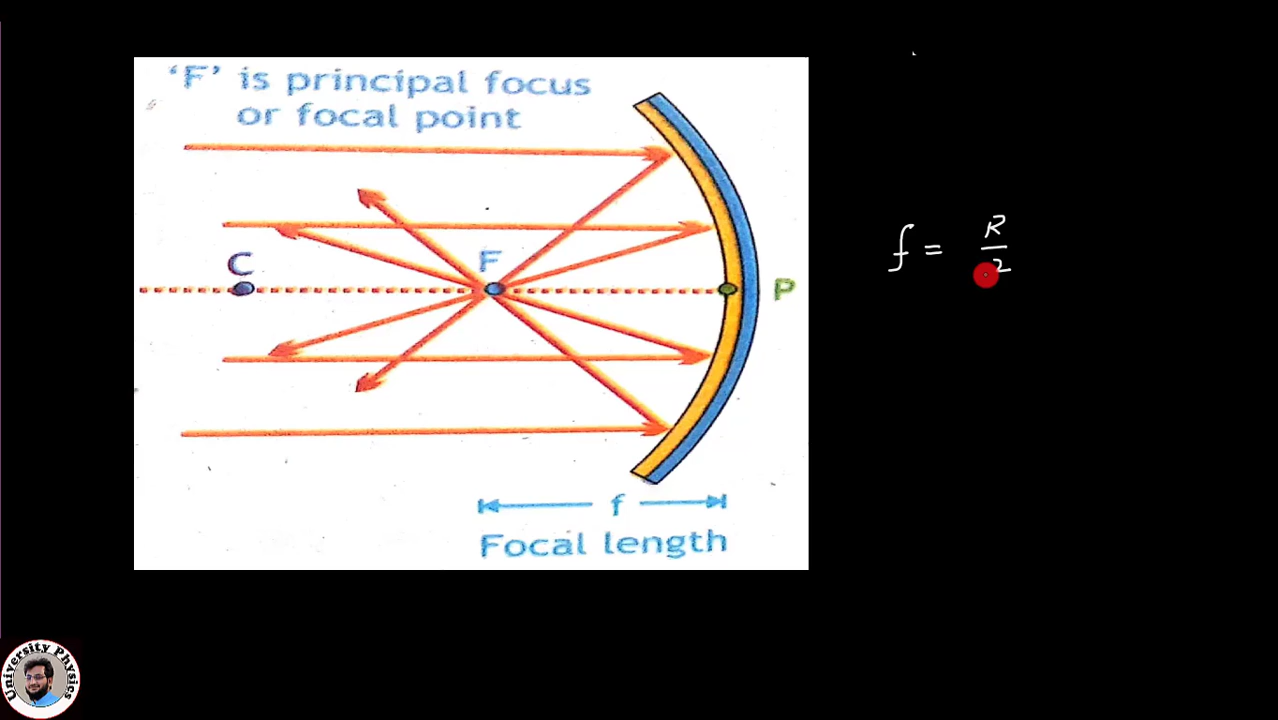 ‘F’ is principal focus
or focal point
C
F
P
f
Focal length
f = R/2
University Physics